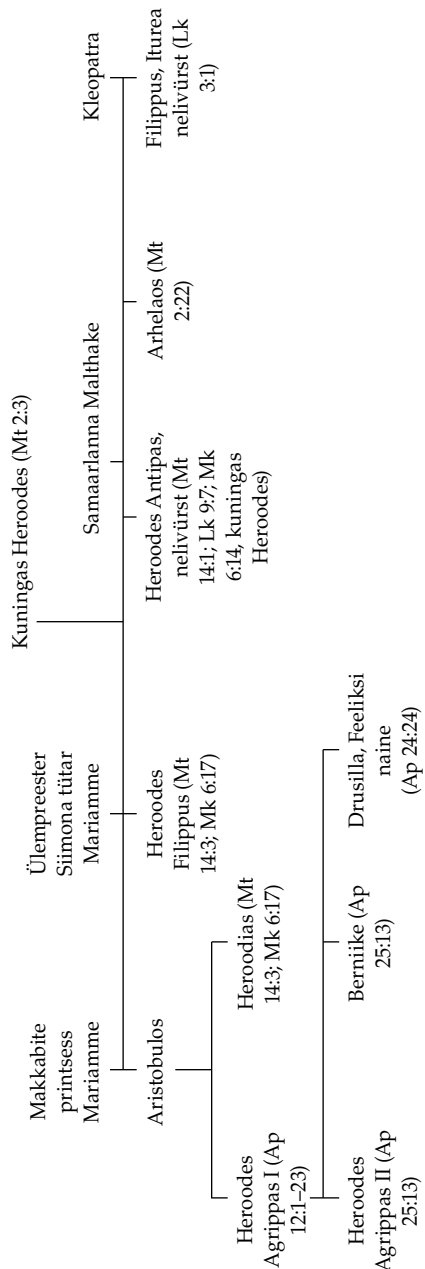 Kuningas Heroodes (Mt 2:3)
Makkabite
printsess
Mariamme
Ülempreester
Siimona tütar
Mariamme
Samaarlanna Malthake
Kleopatra
Aristobulos
Heroodes
Filippus (Mt
14:3; Mk 6:17)
Heroodes Antipas,
nelivürst (Mt
14:1; Lk 9:7; Mk
6:14, kuningas
Heroodes)
Arhelaos (Mt
2:22)
Filippus, Iturea
nelivürst (Lk
3:1)
Heroodes
Agrippas I (Ap
12:1–23)
Heroodias (Mt
14:3; Mk 6:17)
Heroodes
Agrippas II (Ap
25:13)
Berniike (Ap
25:13)
Drusilla, Feeliksi
naine
(Ap 24:24)